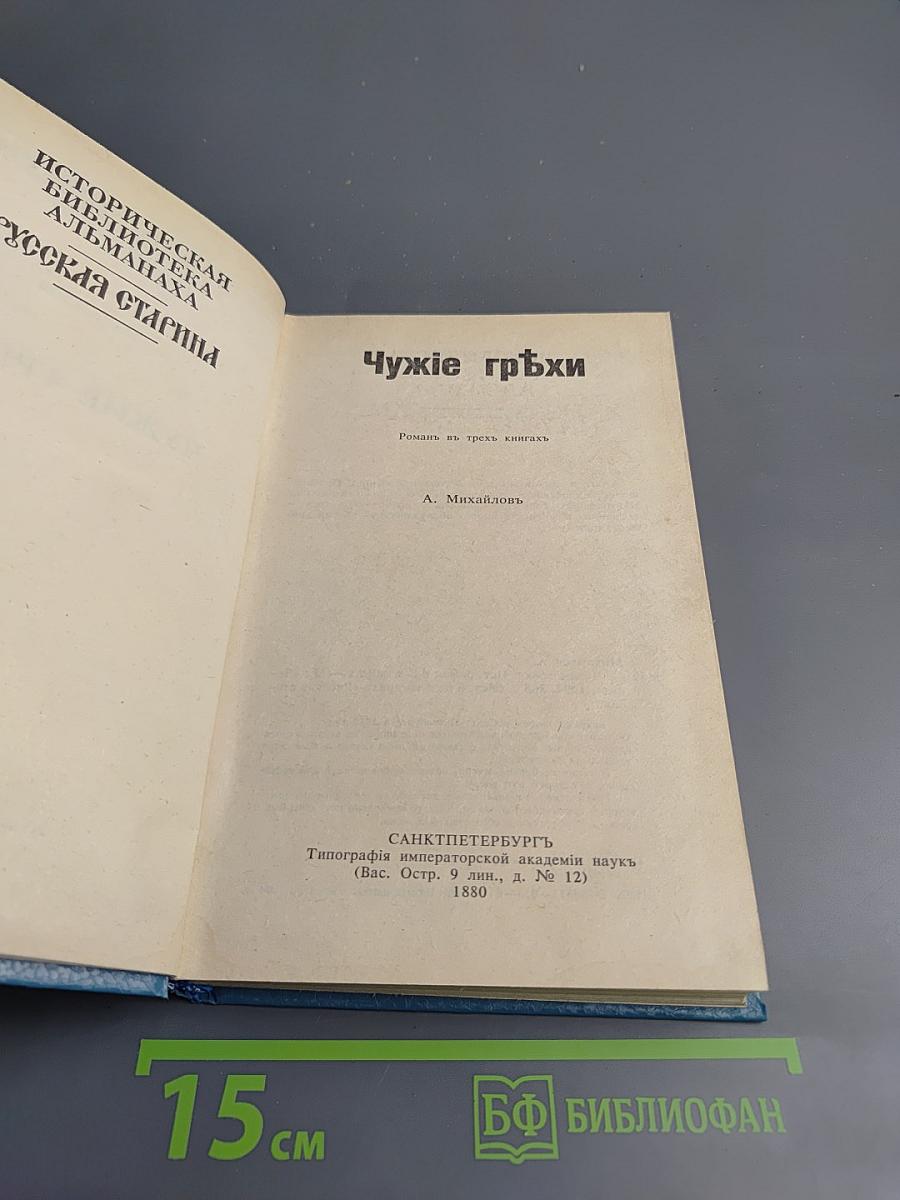 ИСТОРИЧЕСКАЯ
БИБЛИОТЕКА
АЛЬМАНАХА
РУССКАЯ СТАРИНА
Чужіе грѣхи
Романъ въ трехъ книгахъ
А. Михайловъ
САНКТПЕТЕРБУРГЪ
Типографія императорской академіи наукъ
(Вас. Остр. 9 лин., д. № 12)
1880
15 см
БФ БИБЛИОФАН